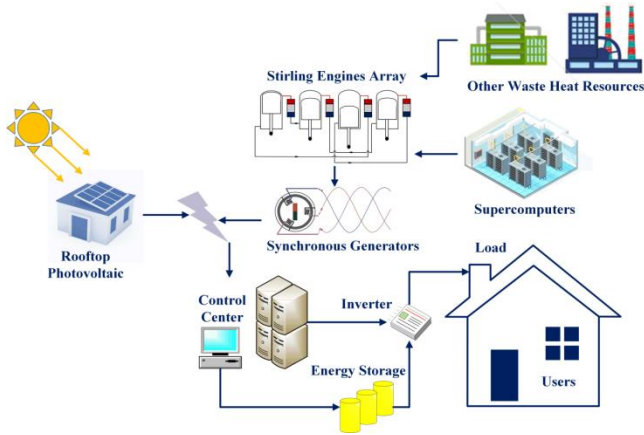 Stirling Engines Array
Other Waste Heat Resources
Supercomputers
Synchronous Generators
Rooftop
Photovoltaic
Load
Control
Center
Inverter
Energy Storage
Users